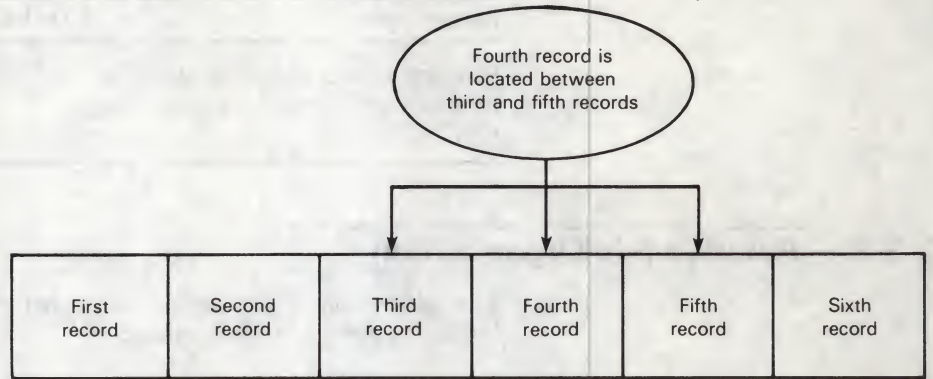 Fourth record is
located between
third and fifth records
First
record
Second
record
Third
record
Fourth
record
Fifth
record
Sixth
record